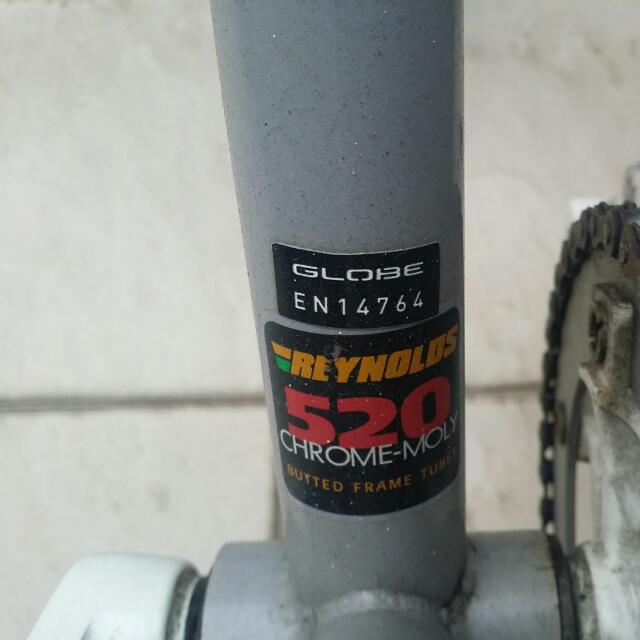 GLOBE
EN14764
REYNOLDS
520
CHROME-MOLY
BUTTED FRAME TUBES